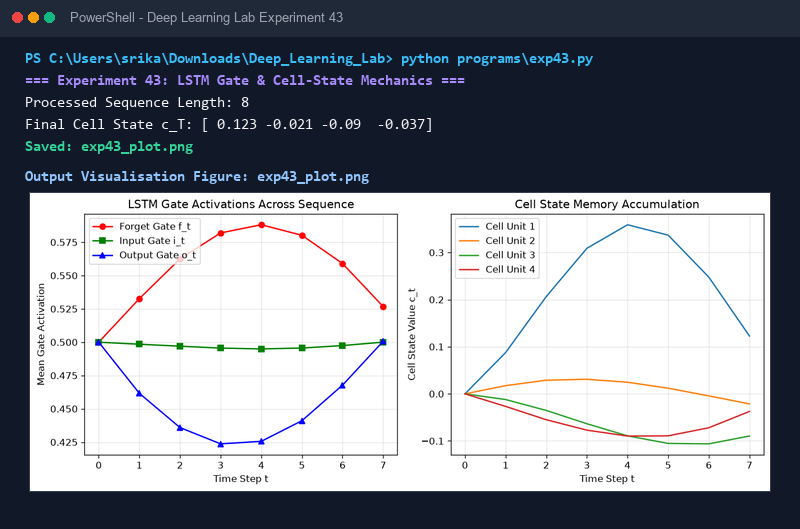 PowerShell - Deep Learning Lab Experiment 43
PS C:\Users\srika\Downloads\Deep_Learning_Lab> python programs\exp43.py
=== Experiment 43: LSTM Gate & Cell-State Mechanics ===
Processed Sequence Length: 8
Final Cell State c_T: [ 0.123 -0.021 -0.09  -0.037]
Saved: exp43_plot.png
Output Visualisation Figure: exp43_plot.png
LSTM Gate Activations Across Sequence
Forget Gate f_t
Input Gate i_t
Output Gate o_t
Mean Gate Activation
0.575
0.550
0.525
0.500
0.475
0.450
0.425
0 1 2 3 4 5 6 7
Time Step t
Cell State Memory Accumulation
Cell Unit 1
Cell Unit 2
Cell Unit 3
Cell Unit 4
Cell State Value c_t
0.3
0.2
0.1
0.0
−0.1
0 1 2 3 4 5 6 7
Time Step t